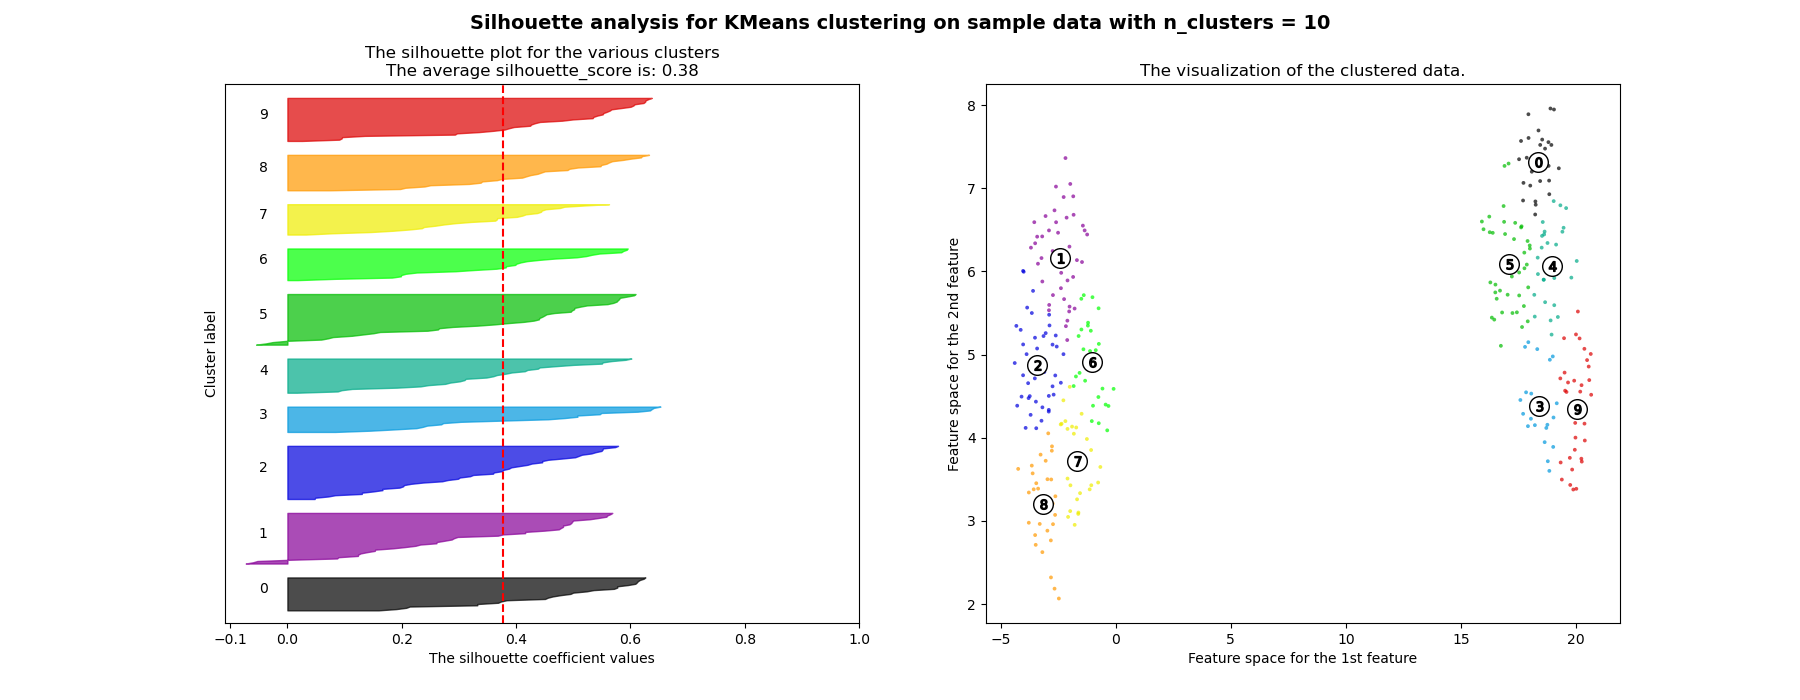 Silhouette analysis for KMeans clustering on sample data with n_clusters = 10
The silhouette plot for the various clusters
The average silhouette_score is: 0.38
9
8
7
6
5
4
3
2
1
0
Cluster label
−0.1 0.0 0.2 0.4 0.6 0.8 1.0
The silhouette coefficient values
The visualization of the clustered data.
8
7
6
5
4
3
2
Feature space for the 2nd feature
0
1
5
4
2
6
3
9
7
8
−5 0 5 10 15 20
Feature space for the 1st feature